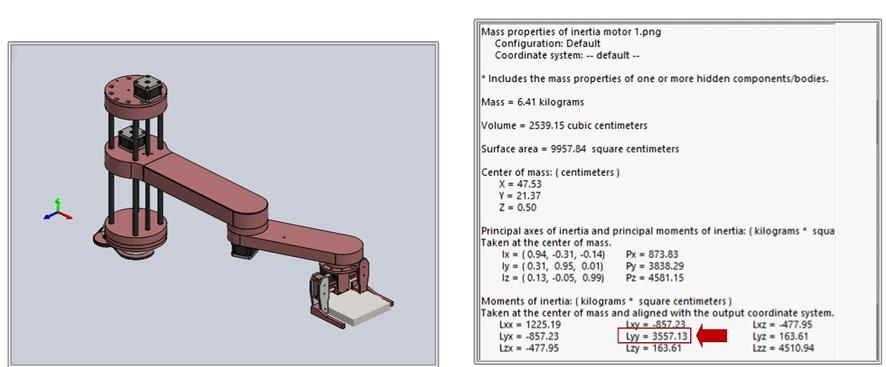 Mass properties of inertia motor 1.png
Configuration: Default
Coordinate system: -- default --
* Includes the mass properties of one or more hidden components/bodies.
Mass = 6.41 kilograms
Volume = 2539.15 cubic centimeters
Surface area = 9957.84 square centimeters
Center of mass: ( centimeters )
X = 47.53
Y = 21.37
Z = 0.50
Principal axes of inertia and principal moments of inertia: ( kilograms * squa
Taken at the center of mass.
Ix = ( 0.94, -0.31, -0.14) Px = 873.83
Iy = ( 0.31, 0.95, 0.01) Py = 3838.29
Iz = ( 0.13, -0.05, 0.99) Pz = 4581.15
Moments of inertia: ( kilograms * square centimeters )
Taken at the center of mass and aligned with the output coordinate system.
Lxx = 1225.19 Lxy = -857.23 Lxz = -477.95
Lyx = -857.23 Lyy = 3557.13 Lyz = 163.61
Lzx = -477.95 Lzy = 163.61 Lzz = 4510.94